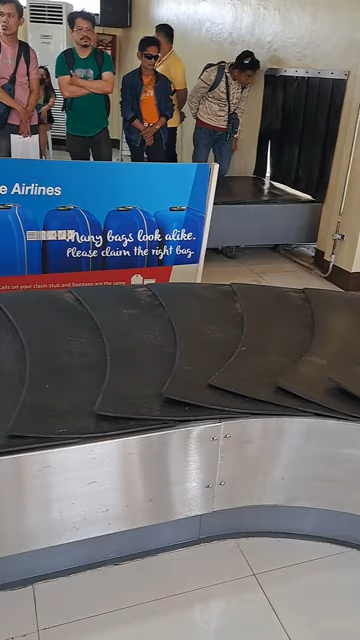 e Airlines
Many bags look alike.
Please claim the right bag.
ails on your claim stub and baggage are the same